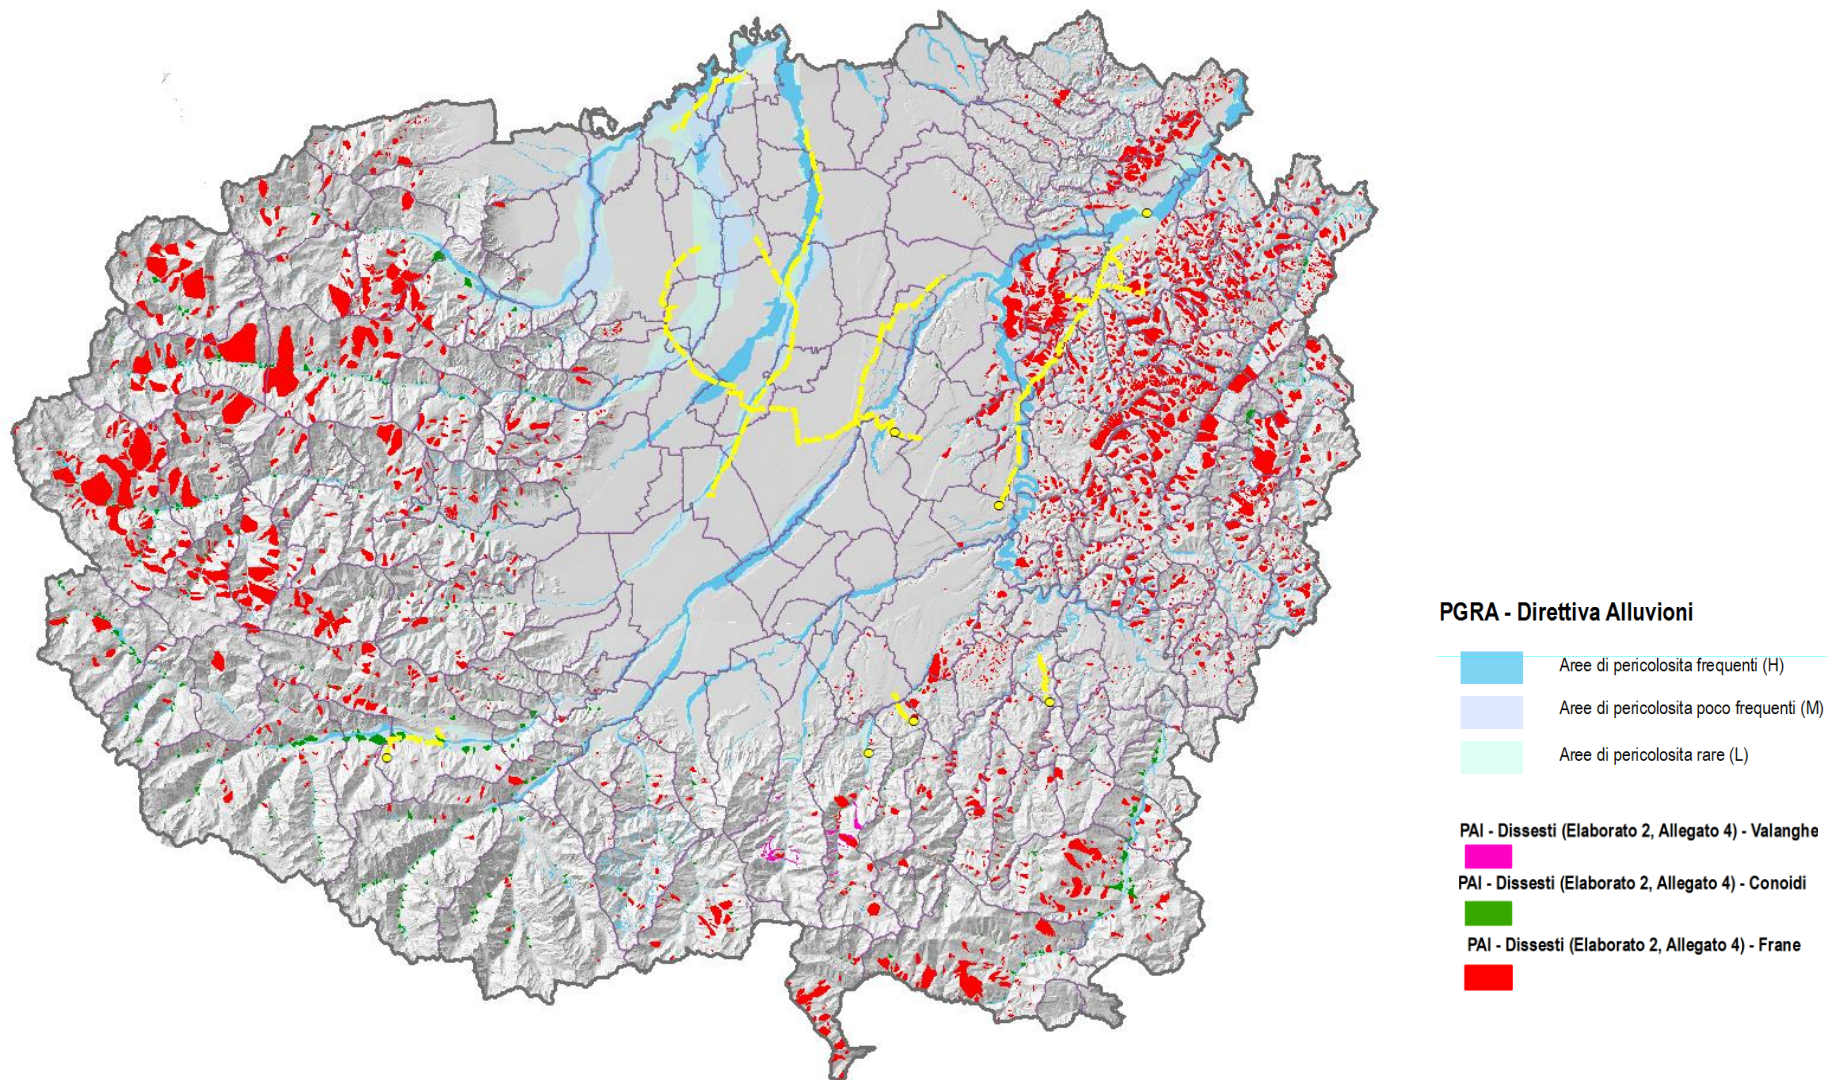 PGRA - Direttiva Alluvioni
Aree di pericolosita frequenti (H)
Aree di pericolosita poco frequenti (M)
Aree di pericolosita rare (L)
PAI - Dissesti (Elaborato 2, Allegato 4) - Valanghe
PAI - Dissesti (Elaborato 2, Allegato 4) - Conoidi
PAI - Dissesti (Elaborato 2, Allegato 4) - Frane